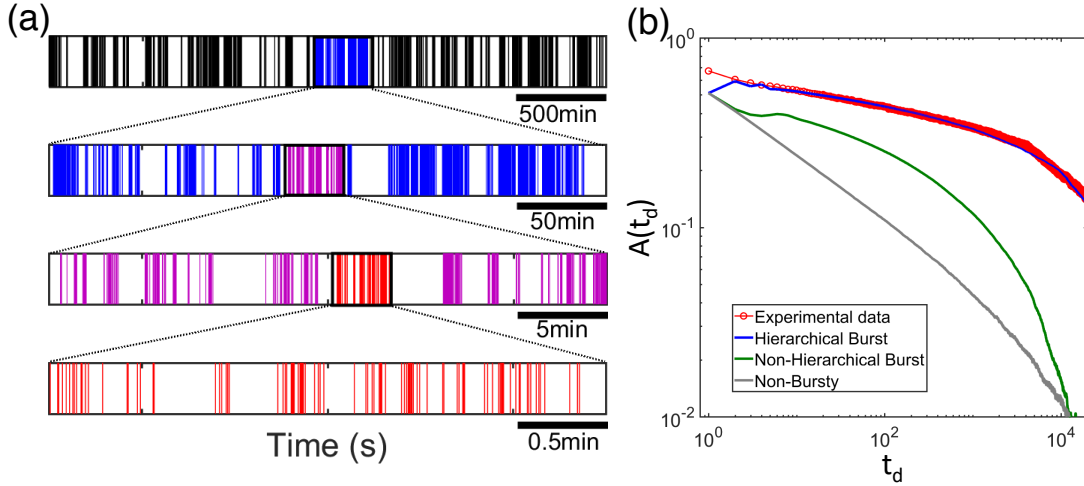 (a)
500min
50min
5min
0.5min
Time (s)
(b)
10^0
10^-1
10^-2
A(t_d)
Experimental data
Hierarchical Burst
Non-Hierarchical Burst
Non-Bursty
10^0
10^2
10^4
t_d